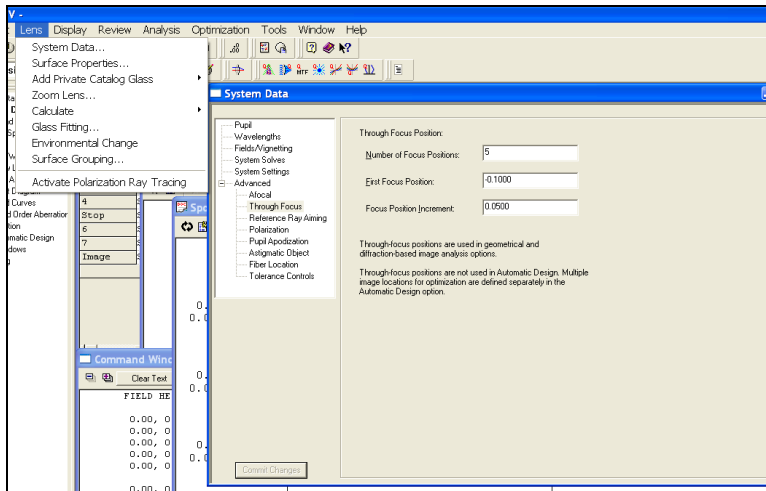 V -
Lens Display Review Analysis Optimization Tools Window Help
System Data...
Surface Properties...
Add Private Catalog Glass
Zoom Lens...
Calculate
Glass Fitting...
Environmental Change
Surface Grouping...
Activate Polarization Ray Tracing
System Data
Pupil
Wavelengths
Fields/Vignetting
System Solves
System Settings
Advanced
Afocal
Through Focus
Reference Ray Aiming
Polarization
Pupil Apodization
Astigmatic Object
Fiber Location
Tolerance Controls
Commit Changes
Through Focus Position:
Number of Focus Positions: 5
First Focus Position: -0.1000
Focus Position Increment: 0.0500
Through-focus positions are used in geometrical and
diffraction-based image analysis options.
Through-focus positions are not used in Automatic Design. Multiple
image locations for optimization are defined separately in the
Automatic Design option.
MTF
Curves
Order Aberration
matic Design
4
Stop
6
7
Image
Spo
Command Wind
Clear Text
FIELD HE
0.00, 0
0.00, 0
0.00, 0
0.00, 0
0.00, 0
0.00, 0